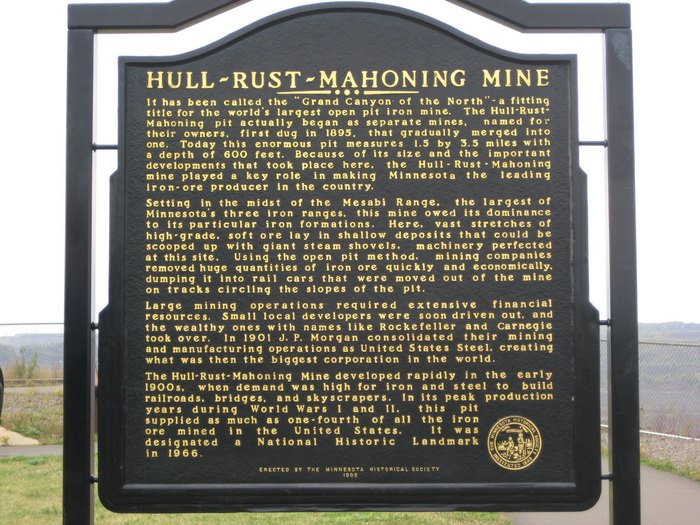 HULL-RUST-MAHONING MINE
It has been called the "Grand Canyon of the North"-a fitting
title for the world's largest open pit iron mine. The Hull-Rust-
Mahoning pit actually began as separate mines, named for
their owners, first dug in 1895, that gradually merged into
one. Today this enormous pit measures 1.5 by 3.5 miles with
a depth of 600 feet. Because of its size and the important
developments that took place here, the Hull-Rust-Mahoning
mine played a key role in making Minnesota the leading
iron-ore producer in the country.
Setting in the midst of the Mesabi Range, the largest of
Minnesota's three iron ranges, this mine owed its dominance
to its particular iron formations. Here, vast stretches of
high-grade, soft ore lay in shallow deposits that could be
scooped up with giant steam shovels, machinery perfected
at this site. Using the open pit method, mining companies
removed huge quantities of iron ore quickly and economically,
dumping it into rail cars that were moved out of the mine
on tracks circling the slopes of the pit.
Large mining operations required extensive financial
resources. Small local developers were soon driven out, and
the wealthy ones with names like Rockefeller and Carnegie
took over. In 1901 J. P. Morgan consolidated their mining
and manufacturing operations as United States Steel, creating
what was then the biggest corporation in the world.
The Hull-Rust-Mahoning Mine developed rapidly in the early
1900s, when demand was high for iron and steel to build
railroads, bridges, and skyscrapers. In its peak production
years during World Wars I and II, this pit
supplied as much as one-fourth of all the iron
ore mined in the United States. It was
designated a National Historic Landmark
in 1966.
ERECTED BY THE MINNESOTA HISTORICAL SOCIETY
1999